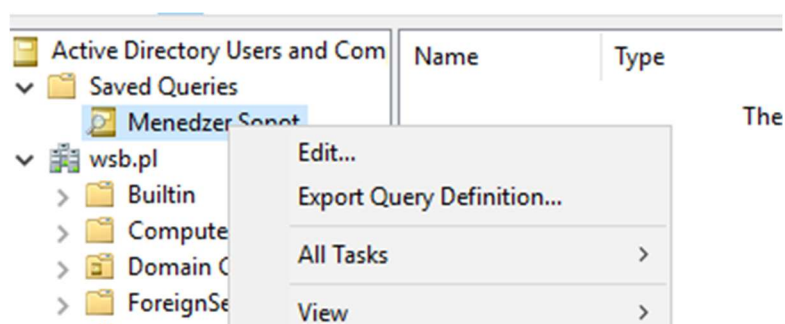 Active Directory Users and Com
Name Type
Saved Queries
Menedzer Sopot
The
wsb.pl
Edit...
Builtin
Export Query Definition...
Compute
All Tasks
Domain C
ForeignSe
View